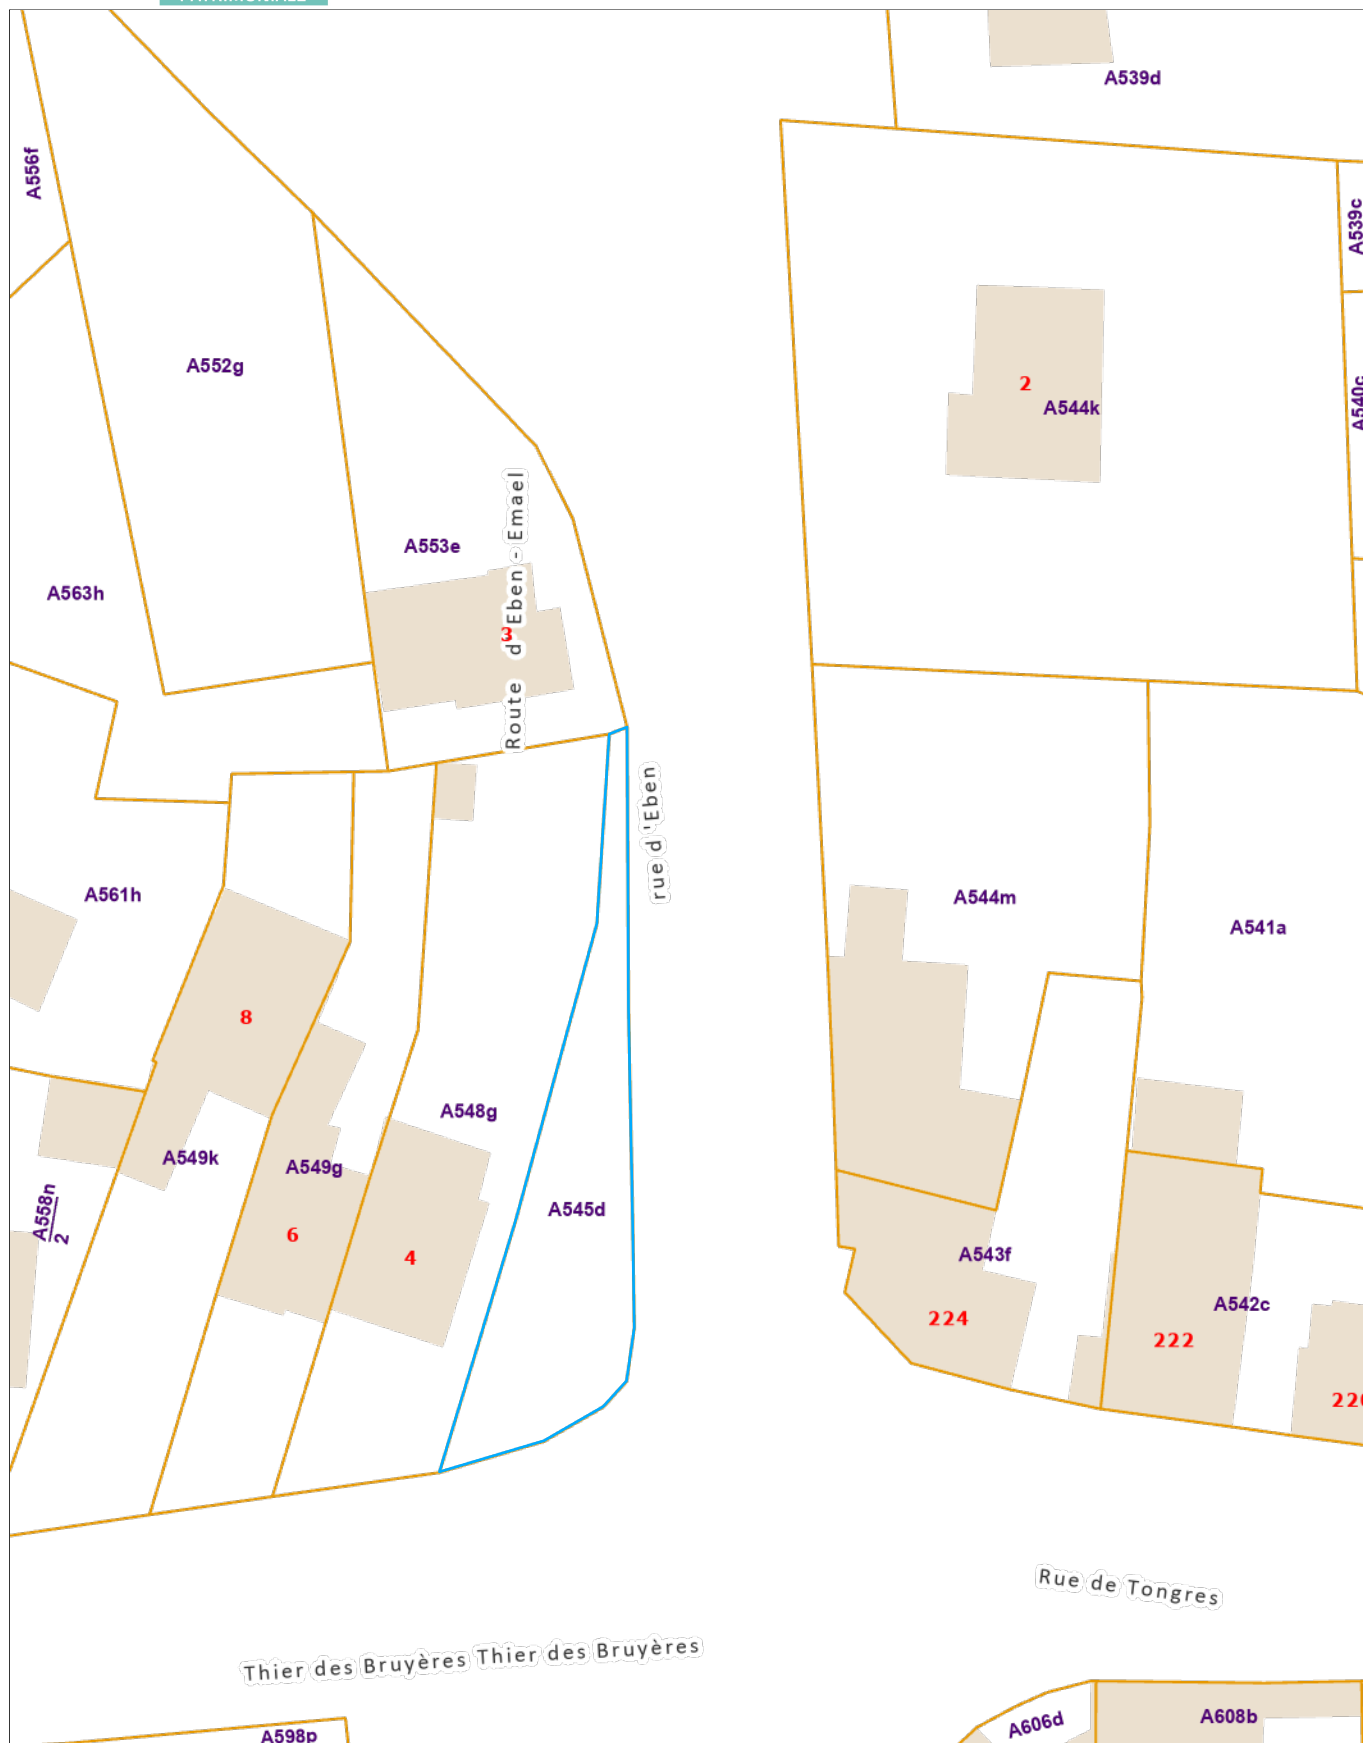 A539d
A556f
A539c
A552g
2
A544k
A540c
A553e
Route d'Eben - Emael
A563h
3
rue d'Eben
A561h
A544m
A541a
8
A548g
A549k
A549g
A558n
2
A545d
6
4
A543f
224
A542c
222
Rue de Tongres
Thier des Bruyères Thier des Bruyères
A606d
A608b
A598p